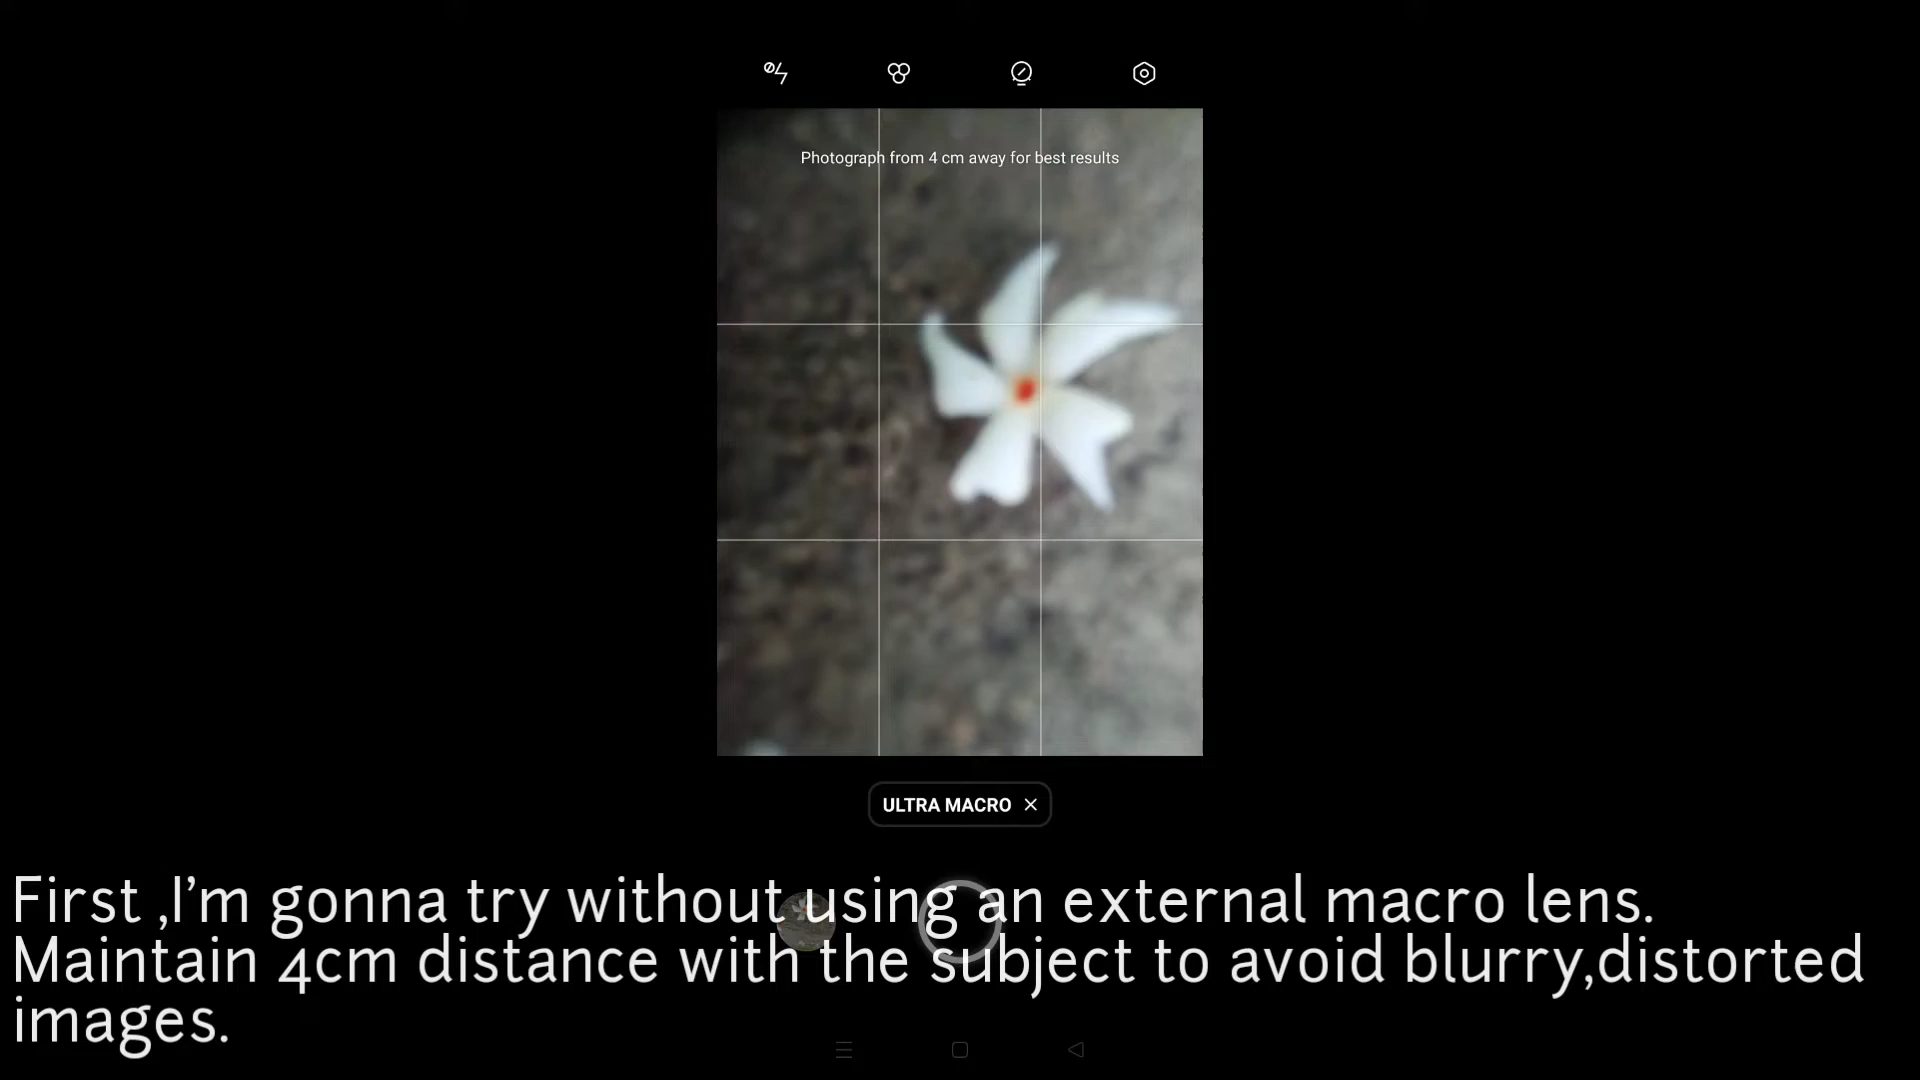 Photograph from 4 cm away for best results
ULTRA MACRO ×
First ,I'm gonna try without using an external macro lens.
Maintain 4cm distance with the subject to avoid blurry,distorted
images.